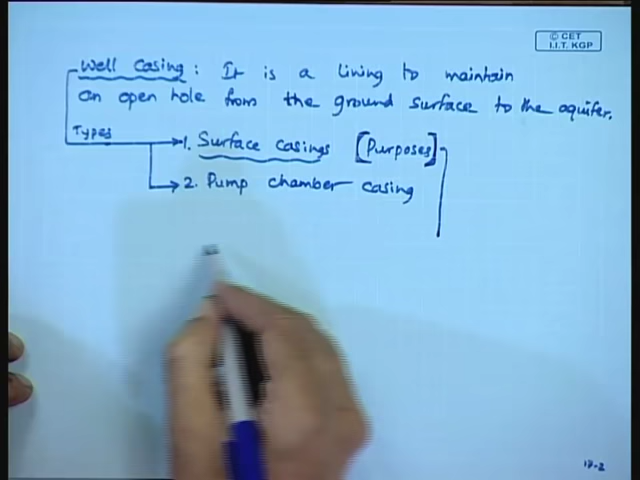 © CET
I.I.T. KGP
Well Casing : It is a lining to maintain
an open hole from the ground surface to the aquifer.
Types
1. Surface casings [Purposes]
2. Pump chamber casing
17-2